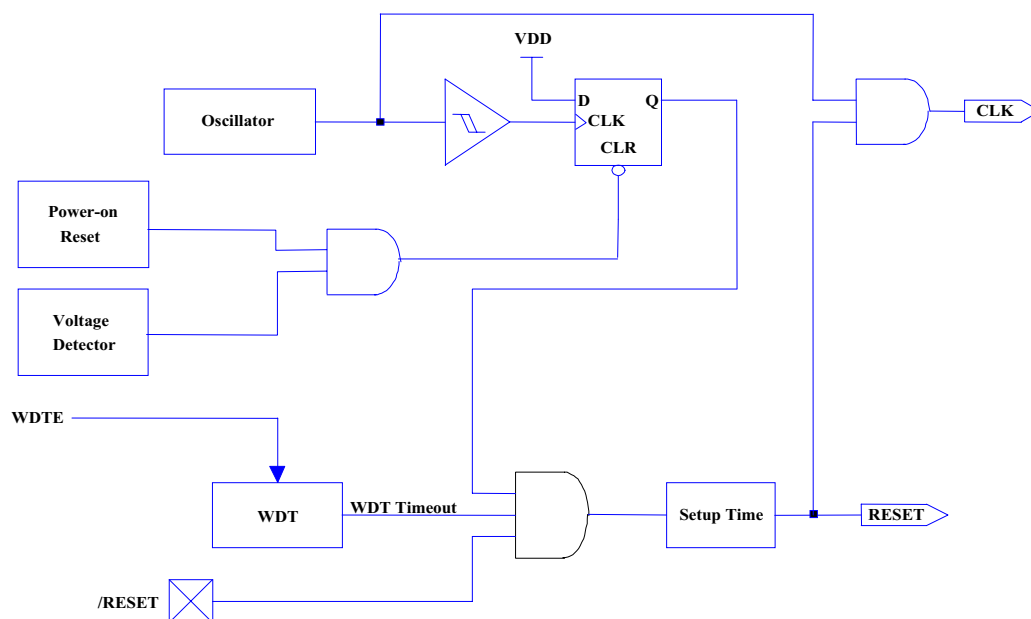 VDD
Oscillator
D
Q
CLK
CLR
CLK
Power-on
Reset
Voltage
Detector
WDTE
WDT
WDT Timeout
Setup Time
RESET
/RESET